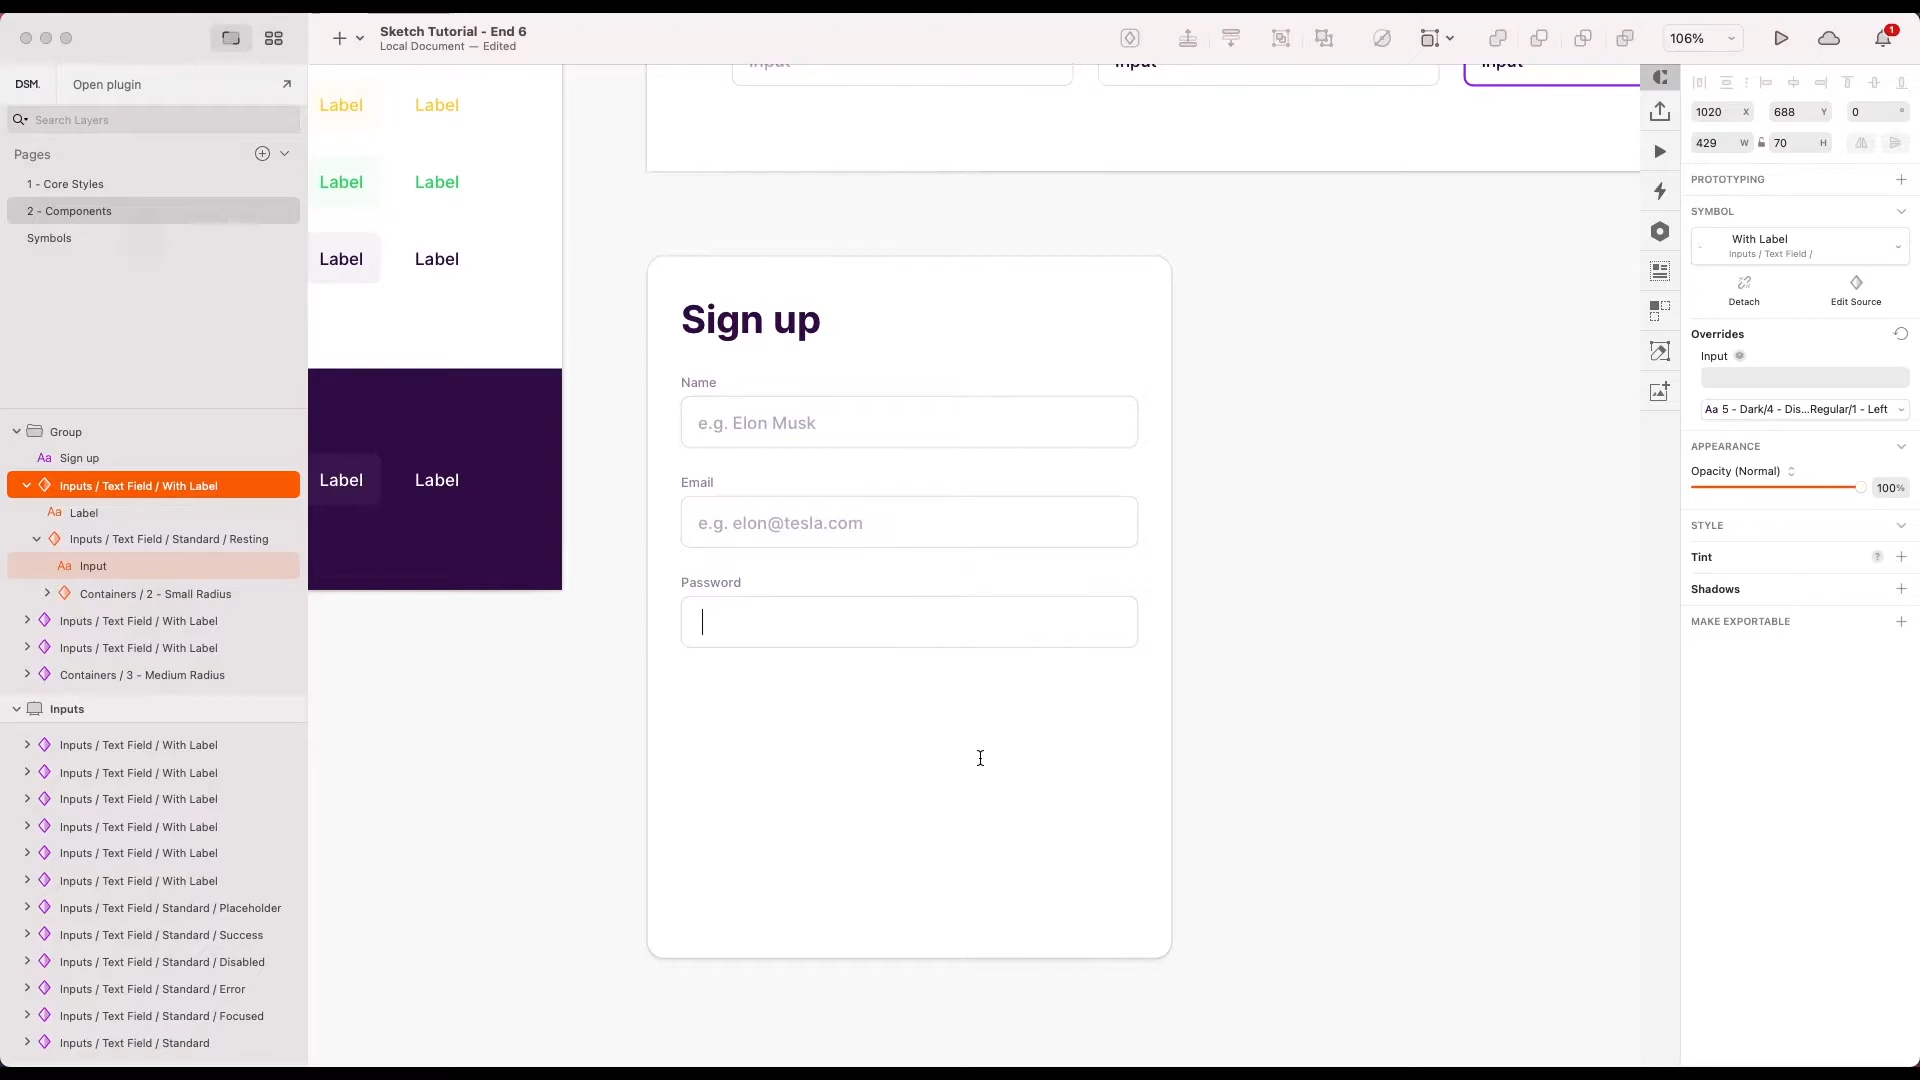 Sketch Tutorial - End 6
Local Document — Edited
106%
1
DSM.
Open plugin
Search Layers
Pages
1 - Core Styles
2 - Components
Symbols
Group
Aa Sign up
Inputs / Text Field / With Label
Aa Label
Inputs / Text Field / Standard / Resting
Aa Input
Containers / 2 - Small Radius
Inputs / Text Field / With Label
Inputs / Text Field / With Label
Containers / 3 - Medium Radius
Inputs
Inputs / Text Field / With Label
Inputs / Text Field / With Label
Inputs / Text Field / With Label
Inputs / Text Field / With Label
Inputs / Text Field / With Label
Inputs / Text Field / With Label
Inputs / Text Field / Standard / Placeholder
Inputs / Text Field / Standard / Success
Inputs / Text Field / Standard / Disabled
Inputs / Text Field / Standard / Error
Inputs / Text Field / Standard / Focused
Inputs / Text Field / Standard
Label Label
Label Label
Label Label
Label Label
Input Input Input
Sign up
Name
e.g. Elon Musk
Email
e.g. elon@tesla.com
Password
1020 X 688 Y 0 °
429 W 70 H
PROTOTYPING
SYMBOL
With Label
Inputs / Text Field /
Detach Edit Source
Overrides
Input
Aa 5 - Dark/4 - Dis...Regular/1 - Left
APPEARANCE
Opacity (Normal)
100%
STYLE
Tint ?
Shadows
MAKE EXPORTABLE